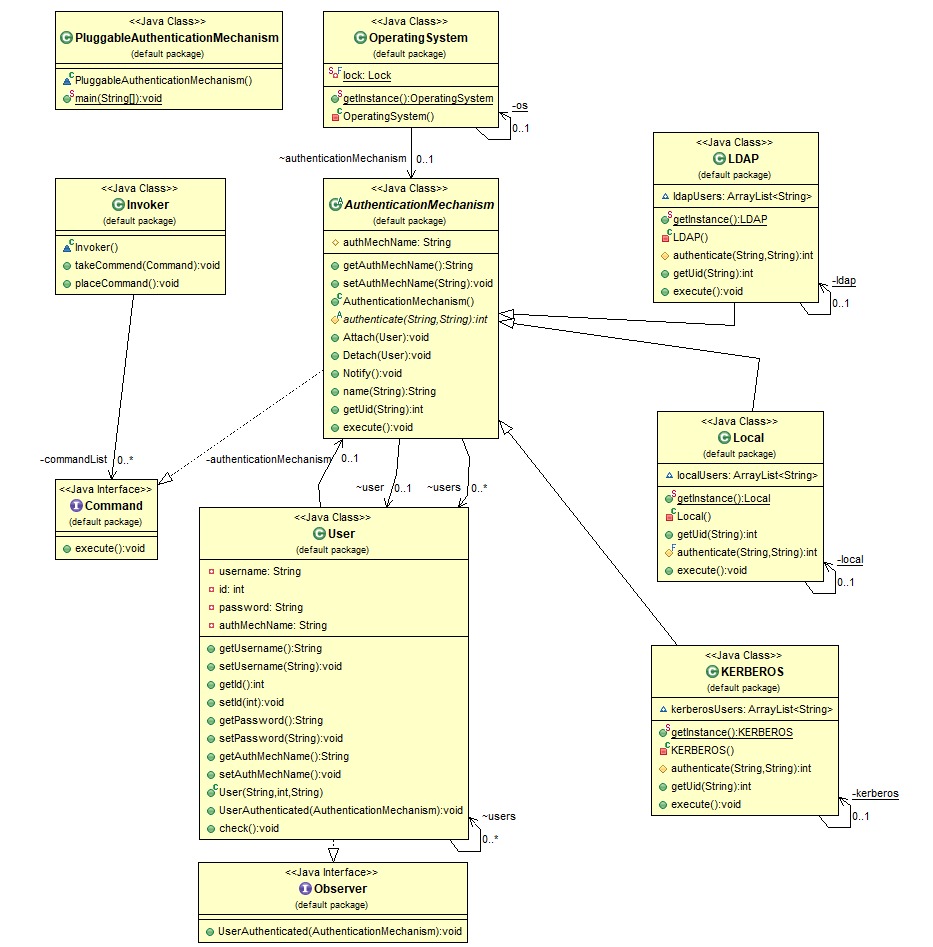 <<Java Class>>
PluggableAuthenticationMechanism
(default package)
PluggableAuthenticationMechanism()
main(String[]):void
<<Java Class>>
OperatingSystem
(default package)
lock: Lock
getInstance():OperatingSystem
OperatingSystem()
-os
0..1
~authenticationMechanism
0..1
<<Java Class>>
LDAP
(default package)
ldapUsers: ArrayList<String>
getInstance():LDAP
LDAP()
authenticate(String,String):int
getUid(String):int
execute():void
-ldap
0..1
<<Java Class>>
Invoker
(default package)
Invoker()
takeCommend(Command):void
placeCommand():void
<<Java Class>>
AuthenticationMechanism
(default package)
authMechName: String
getAuthMechName():String
setAuthMechName(String):void
AuthenticationMechanism()
authenticate(String,String):int
Attach(User):void
Detach(User):void
Notify():void
name(String):String
getUid(String):int
execute():void
<<Java Class>>
Local
(default package)
localUsers: ArrayList<String>
getInstance():Local
Local()
getUid(String):int
authenticate(String,String):int
execute():void
-local
0..1
-commandList
0..*
-authenticationMechanism
0..1
~user
0..1
~users
0..*
<<Java Interface>>
Command
(default package)
execute():void
<<Java Class>>
User
(default package)
username: String
id: int
password: String
authMechName: String
getUsername():String
setUsername(String):void
getId():int
setId(int):void
getPassword():String
setPassword(String):void
getAuthMechName():String
setAuthMechName():void
User(String,int,String)
UserAuthenticated(AuthenticationMechanism):void
check():void
~users
0..*
<<Java Class>>
KERBEROS
(default package)
kerberosUsers: ArrayList<String>
getInstance():KERBEROS
KERBEROS()
authenticate(String,String):int
getUid(String):int
execute():void
-kerberos
0..1
<<Java Interface>>
Observer
(default package)
UserAuthenticated(AuthenticationMechanism):void